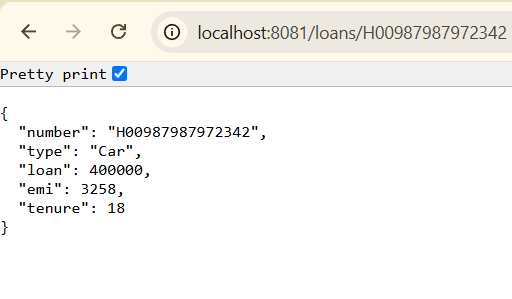 localhost:8081/loans/H00987987972342
Pretty print
{
  "number": "H00987987972342",
  "type": "Car",
  "loan": 400000,
  "emi": 3258,
  "tenure": 18
}